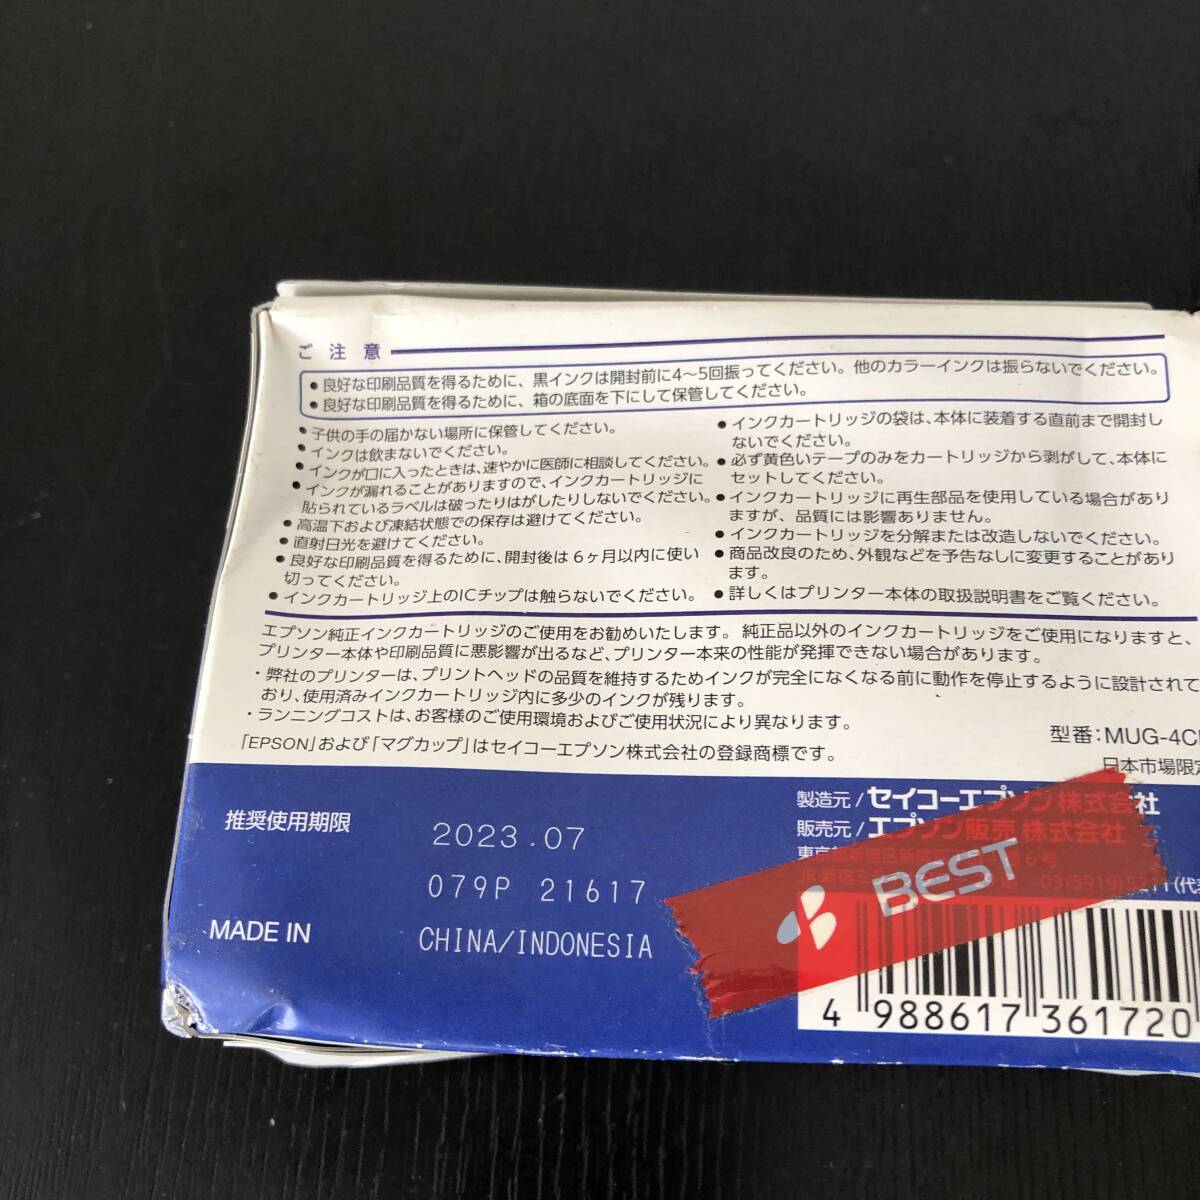 ご注意
●良好な印刷品質を得るために、黒インクは開封前に4～5回振ってください。他のカラーインクは振らないでください。
●良好な印刷品質を得るために、箱の底面を下にして保管してください。
●子供の手の届かない場所に保管してください。
●インクは飲まないでください。
●インクが口に入ったときは、速やかに医師に相談してください。
●インクが漏れることがありますので、インクカートリッジに
貼られているラベルは破ったりはがしたりしないでください。
●高温下および凍結状態での保存は避けてください。
●直射日光を避けてください。
●良好な印刷品質を得るために、開封後は6ヶ月以内に使い
切ってください。
●インクカートリッジ上のICチップは触らないでください。
●インクカートリッジの袋は、本体に装着する直前まで開封し
ないでください。
●必ず黄色いテープのみをカートリッジから剥がして、本体に
セットしてください。
●インクカートリッジに再生部品を使用している場合があり
ますが、品質には影響ありません。
●インクカートリッジを分解または改造しないでください。
●商品改良のため、外観などを予告なしに変更することがあり
ます。
●詳しくはプリンター本体の取扱説明書をご覧ください。
エプソン純正インクカートリッジのご使用をお勧めいたします。純正品以外のインクカートリッジをご使用になりますと、
プリンター本体や印刷品質に悪影響が出るなど、プリンター本来の性能が発揮できない場合があります。
・弊社のプリンターは、プリントヘッドの品質を維持するためインクが完全になくなる前に動作を停止するように設計されて
おり、使用済みインクカートリッジ内に多少のインクが残ります。
・ランニングコストは、お客様のご使用環境およびご使用状況により異なります。
「EPSON」および「マグカップ」はセイコーエプソン株式会社の登録商標です。
型番：MUG-4C
日本市場限定
製造元/セイコーエプソン株式会社
販売元/エプソン販売株式会社
推奨使用期限
2023.07
079P 21617
MADE IN
CHINA/INDONESIA
BEST
4 988617 361720